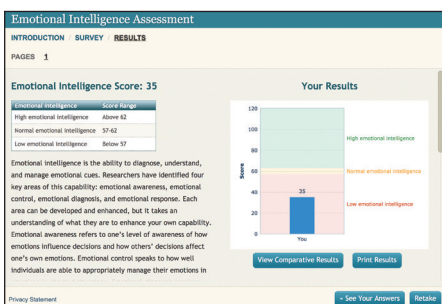 Emotional Intelligence Assessment
INTRODUCTION / SURVEY / RESULTS
PAGES 1
Emotional Intelligence Score: 35
Emotional Intelligence Score Range
High emotional intelligence Above 62
Normal emotional intelligence 57-62
Low emotional intelligence Below 57
Emotional intelligence is the ability to diagnose, understand,
and manage emotional cues. Researchers have identified four
key areas of this capability: emotional awareness, emotional
control, emotional diagnosis, and emotional response. Each
area can be developed and enhanced, but it takes an
understanding of what they are to enhance your own capability.
Emotional awareness refers to one's level of awareness of how
emotions influence decisions and how others' decisions affect
one's own emotions. Emotional control speaks to how well
individuals are able to appropriately manage their emotions in
Your Results
120
100
80
60
40
20
0
Score
35
You
High emotional intelligence
Normal emotional intelligence
Low emotional intelligence
View Comparative Results
Print Results
Privacy Statement
« See Your Answers
Retake